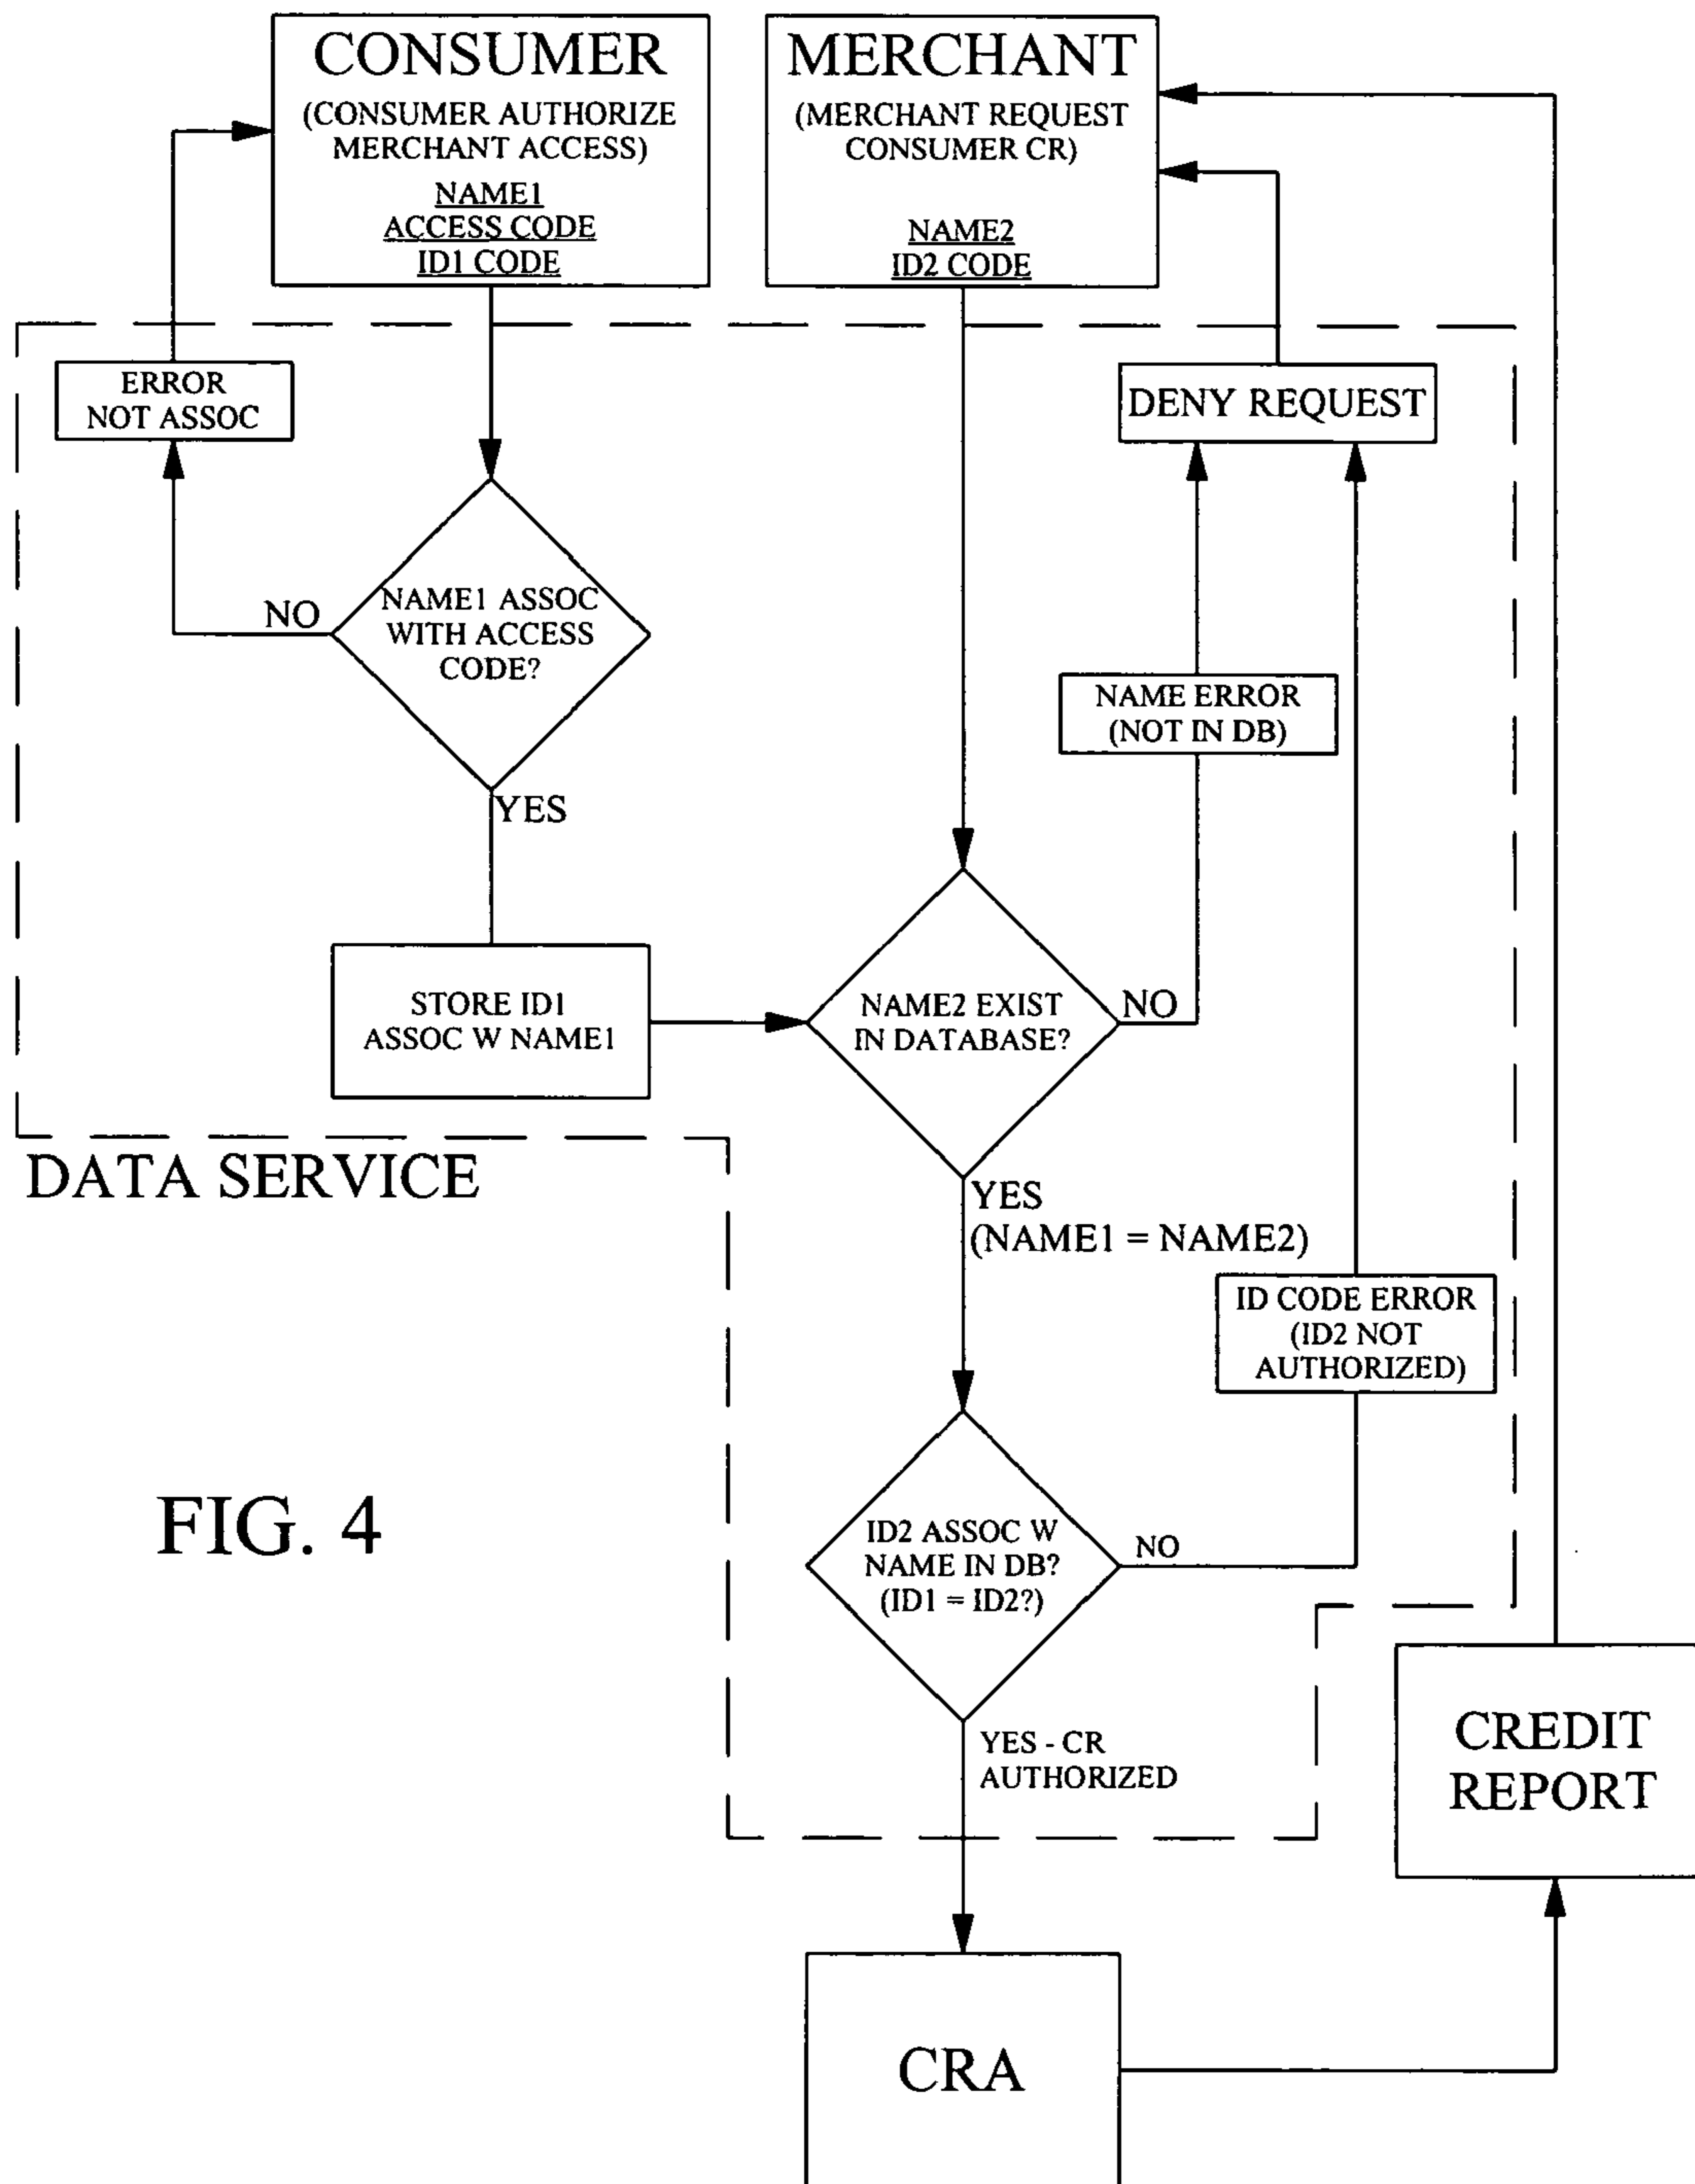 CONSUMER
(CONSUMER AUTHORIZE
MERCHANT ACCESS)
NAME1
ACCESS CODE
ID1 CODE
MERCHANT
(MERCHANT REQUEST
CONSUMER CR)
NAME2
ID2 CODE
ERROR
NOT ASSOC
DENY REQUEST
NO
NAME1 ASSOC
WITH ACCESS
CODE?
YES
NAME ERROR
(NOT IN DB)
STORE ID1
ASSOC W NAME1
NAME2 EXIST
IN DATABASE?
NO
DATA SERVICE
YES
(NAME1 = NAME2)
ID CODE ERROR
(ID2 NOT
AUTHORIZED)
FIG. 4
ID2 ASSOC W
NAME IN DB?
(ID1 = ID2?)
NO
YES - CR
AUTHORIZED
CREDIT
REPORT
CRA